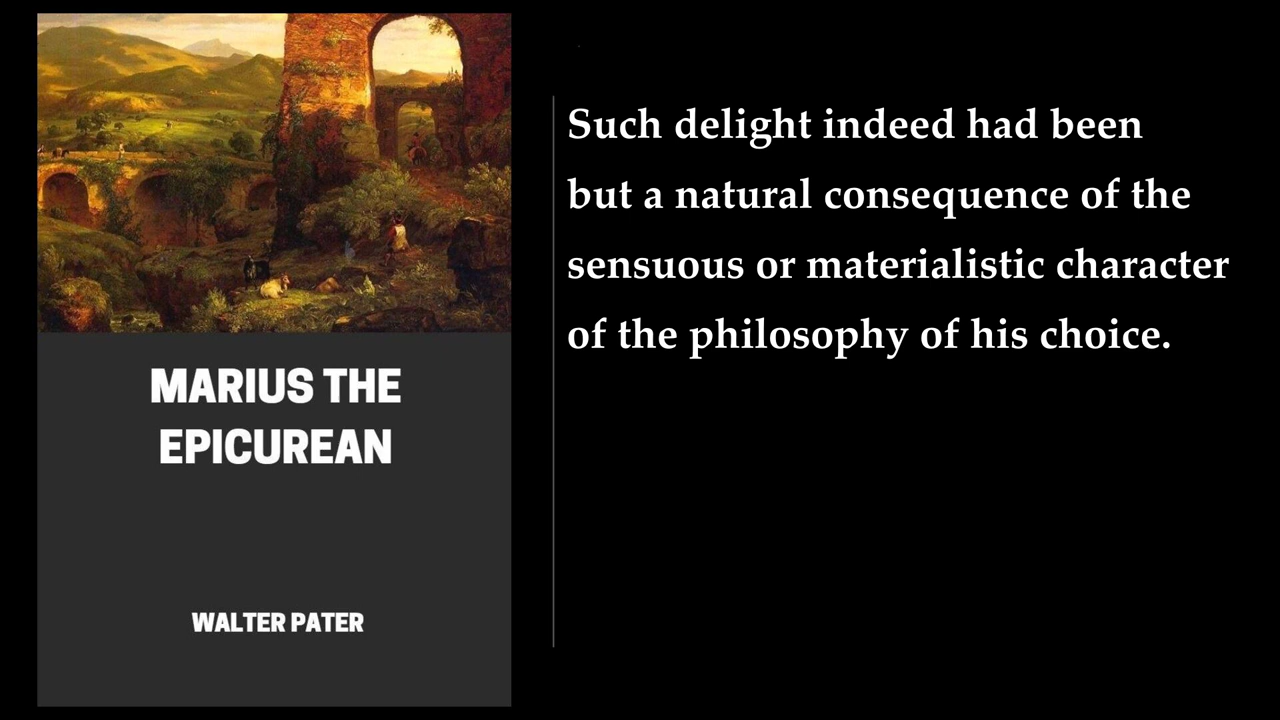 MARIUS THE
EPICUREAN
WALTER PATER
Such delight indeed had been
but a natural consequence of the
sensuous or materialistic character
of the philosophy of his choice.